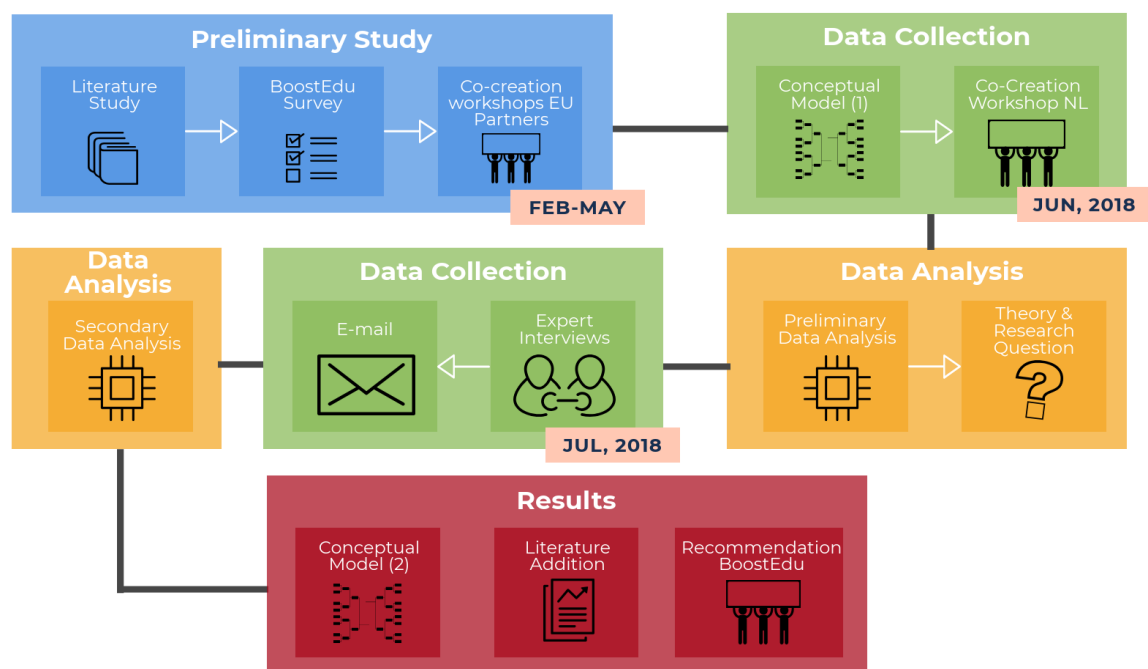 Preliminary Study
Literature
Study
BoostEdu
Survey
Co-creation
workshops EU
Partners
FEB-MAY
Data Collection
Conceptual
Model (1)
Co-Creation
Workshop NL
JUN, 2018
Data
Analysis
Secondary
Data Analysis
Data Collection
E-mail
Expert
Interviews
JUL, 2018
Data Analysis
Preliminary
Data Analysis
Theory &
Research
Question
Results
Conceptual
Model (2)
Literature
Addition
Recommendation
BoostEdu